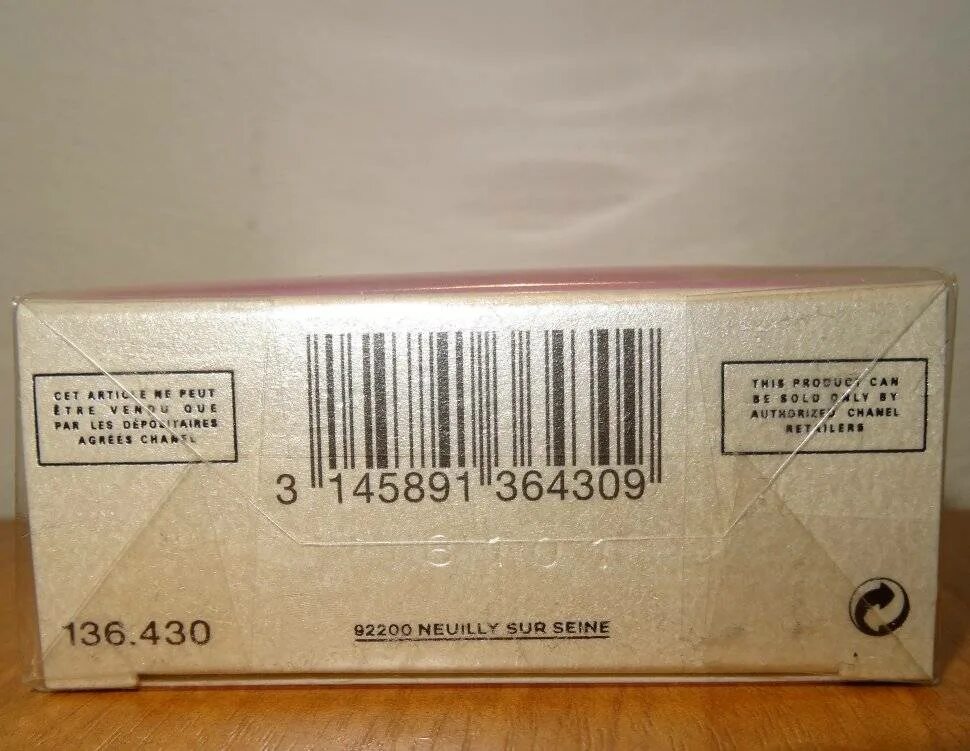 CET ARTICLE NE PEUT
ÊTRE VENDU QUE
PAR LES DÉPOSITAIRES
AGRÉÉS CHANEL
THIS PRODUCT CAN
BE SOLD ONLY BY
AUTHORIZED CHANEL
RETAILERS
3 145891 364309
6101
136.430
92200 NEUILLY SUR SEINE